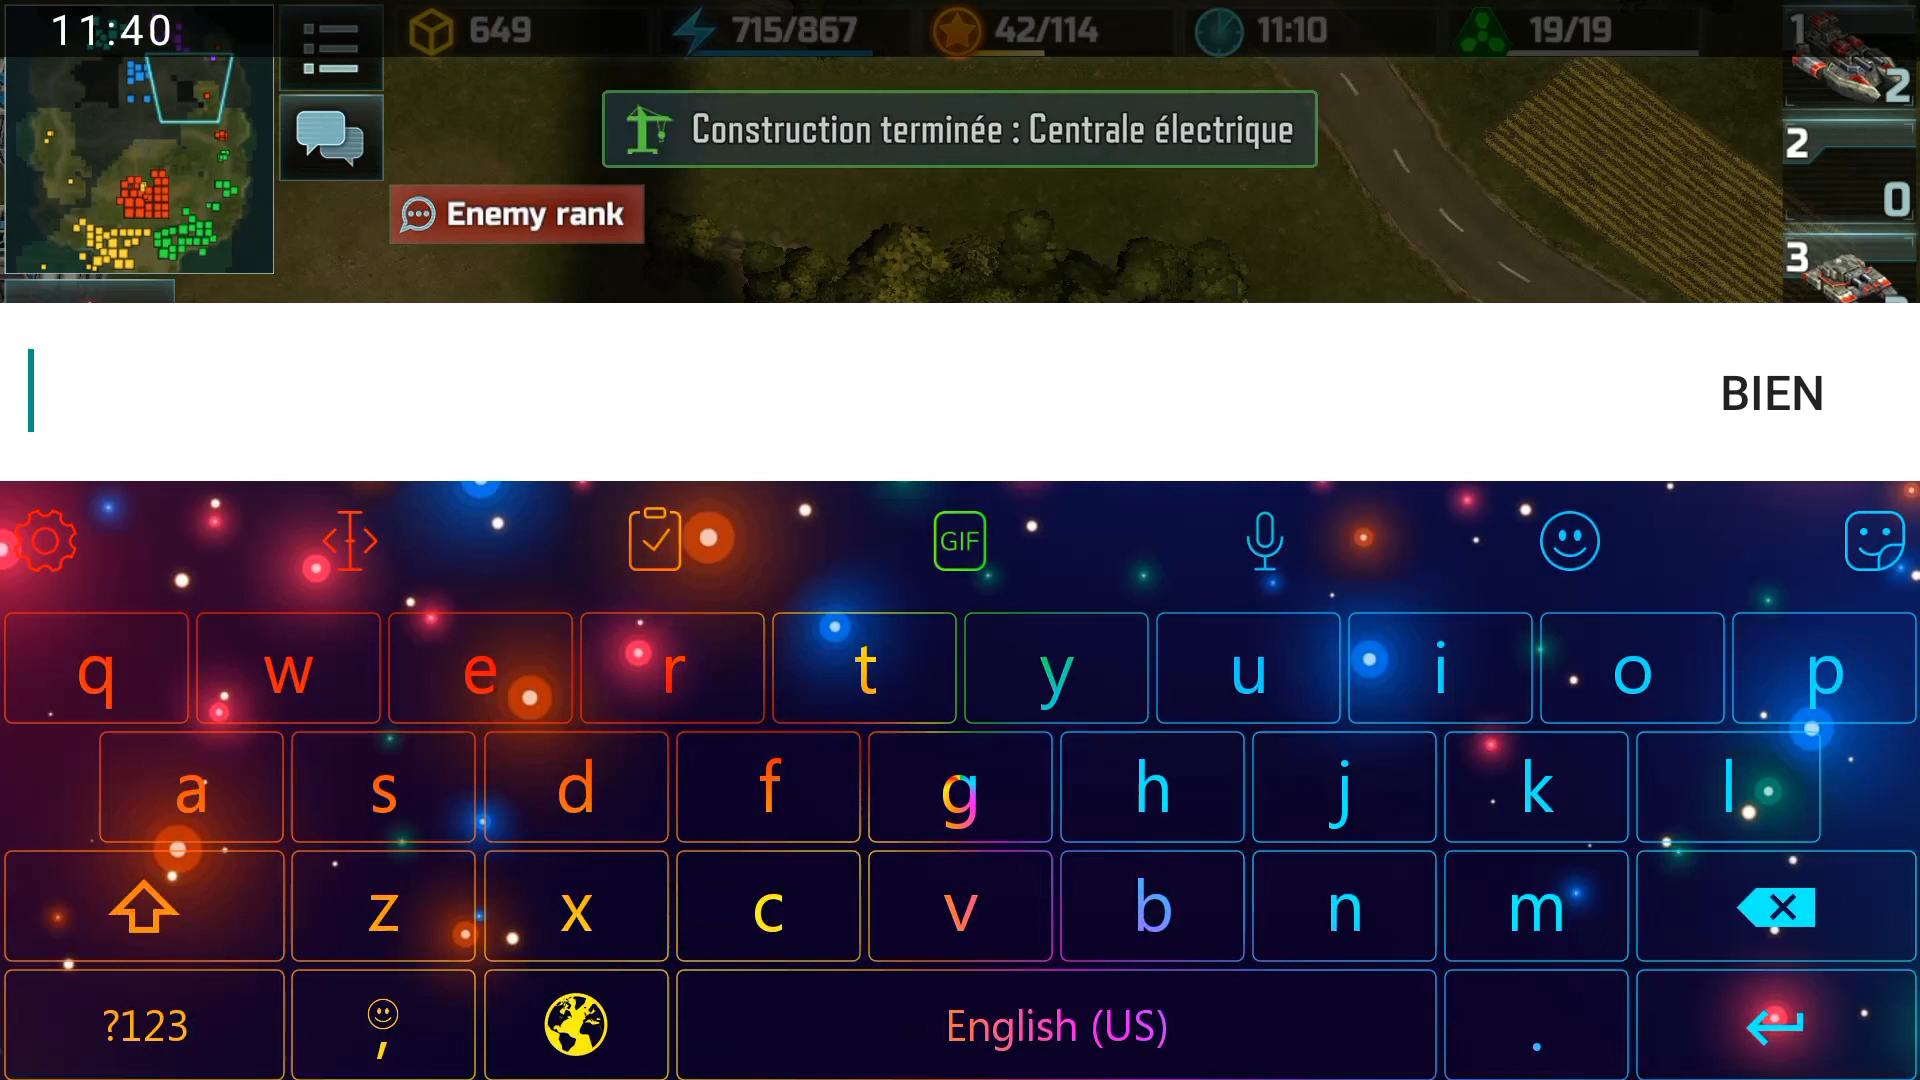 11:40
649
715/867
42/114
11:10
19/19
1
2
Construction terminée : Centrale électrique
2
0
Enemy rank
3
BIEN
GIF
q w e r t y u i o p
a s d f g h j k l
z x c v b n m
?123
,
English (US)
.